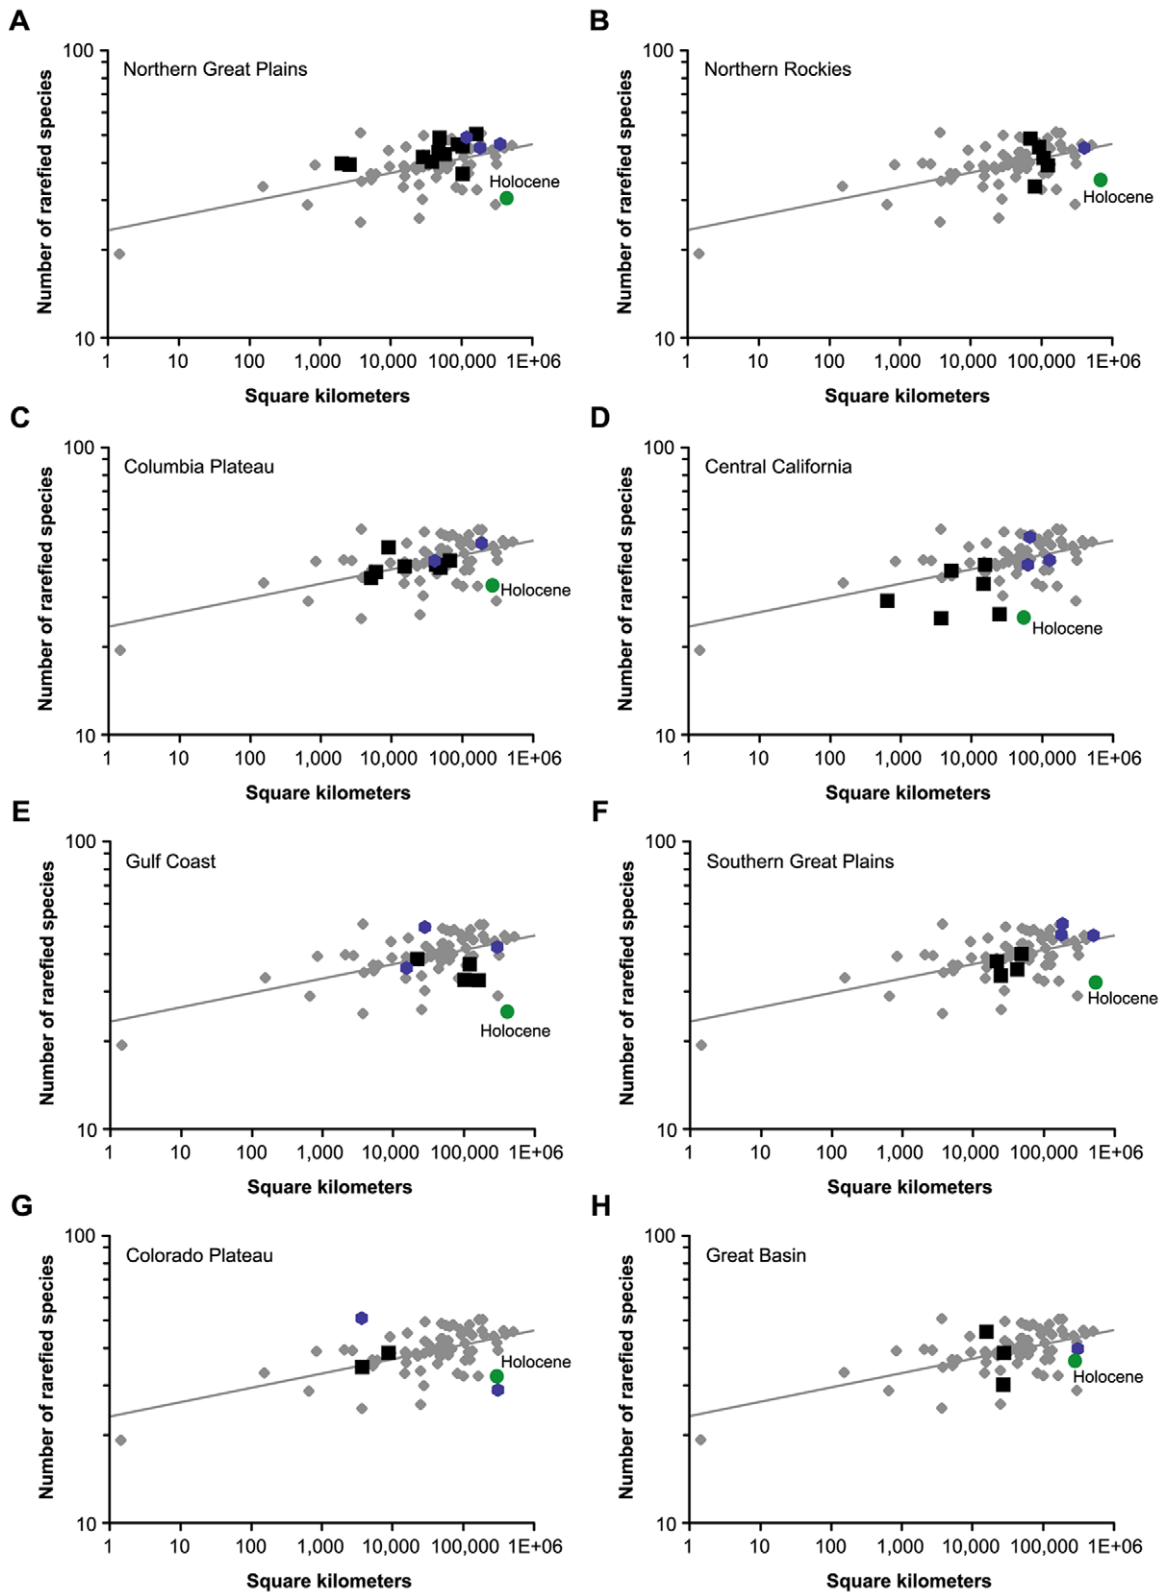 A
B
100
Northern Great Plains
Number of rarefied species
Holocene
10
1 10 100 1,000 10,000 100,000 1E+06
Square kilometers
100
Northern Rockies
Number of rarefied species
Holocene
10
1 10 100 1,000 10,000 100,000 1E+06
Square kilometers
C
D
100
Columbia Plateau
Number of rarefied species
Holocene
10
1 10 100 1,000 10,000 100,000 1E+06
Square kilometers
100
Central California
Number of rarefied species
Holocene
10
1 10 100 1,000 10,000 100,000 1E+06
Square kilometers
E
F
100
Gulf Coast
Number of rarefied species
Holocene
10
1 10 100 1,000 10,000 100,000 1E+06
Square kilometers
100
Southern Great Plains
Number of rarefied species
Holocene
10
1 10 100 1,000 10,000 100,000 1E+06
Square kilometers
G
H
100
Colorado Plateau
Number of rarefied species
Holocene
10
1 10 100 1,000 10,000 100,000 1E+06
Square kilometers
100
Great Basin
Number of rarefied species
Holocene
10
1 10 100 1,000 10,000 100,000 1E+06
Square kilometers